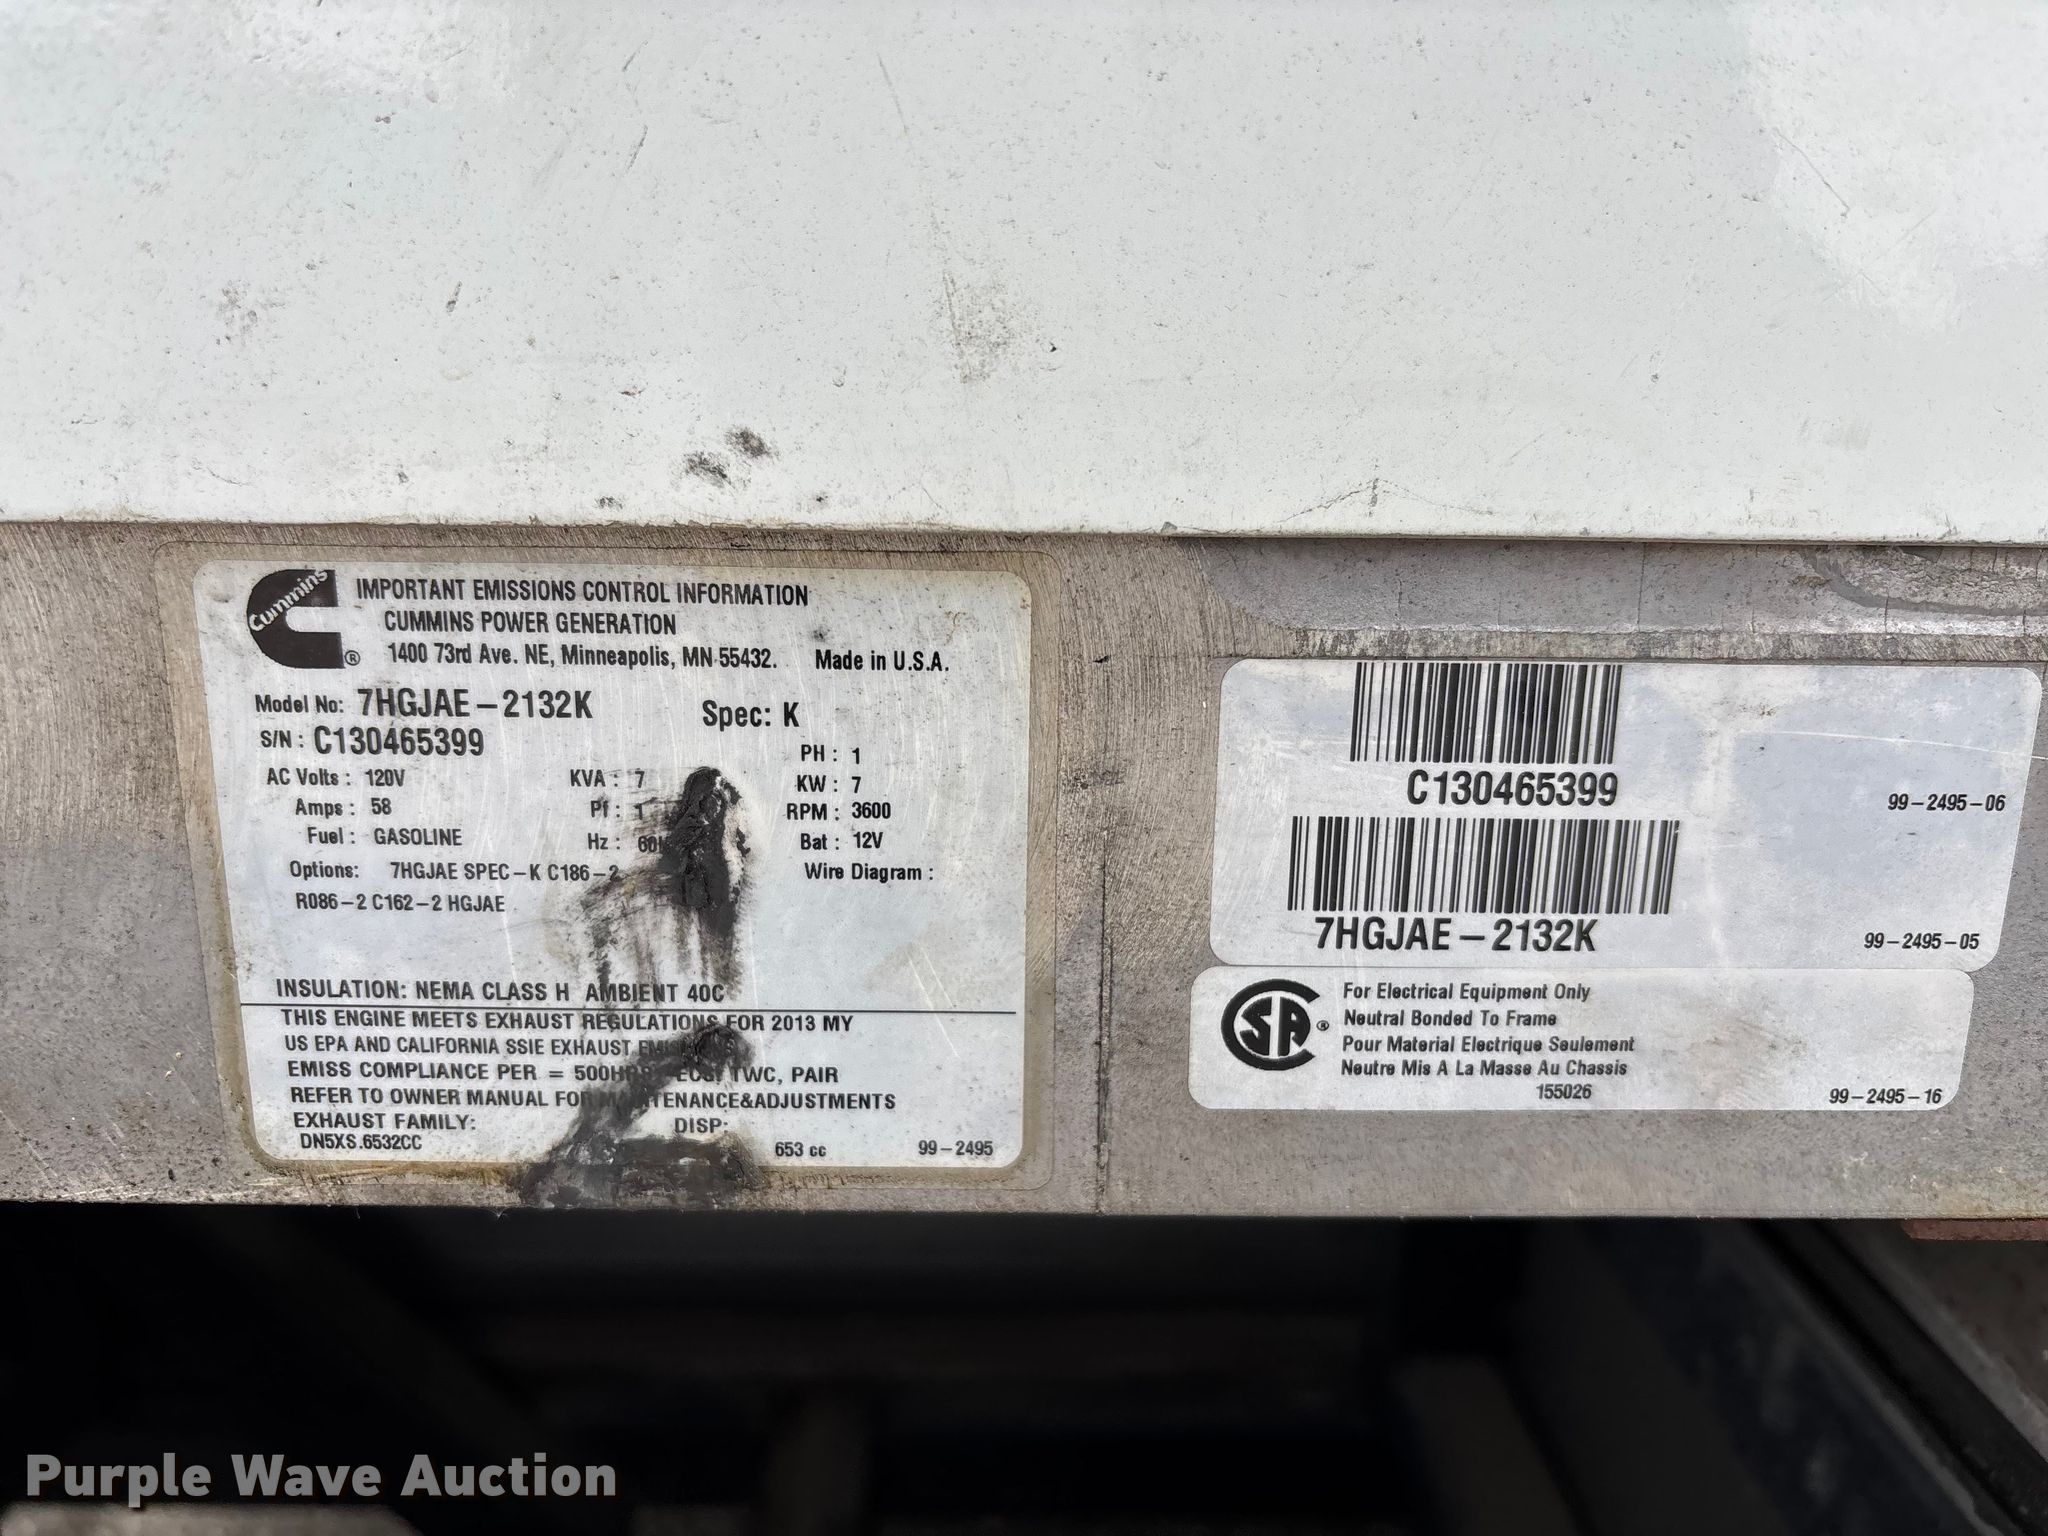 Cummins
IMPORTANT EMISSIONS CONTROL INFORMATION
CUMMINS POWER GENERATION
1400 73rd Ave. NE, Minneapolis, MN 55432. Made in U.S.A.
Model No: 7HGJAE-2132K Spec: K
S/N: C130465399
PH: 1
AC Volts: 120V KVA: 7 KW: 7
Amps: 58 Pf: 1 RPM: 3600
Fuel: GASOLINE Hz: Bat: 12V
Options: 7HGJAE SPEC-K C186-2 Wire Diagram:
R086-2 C162-2 HGJAE
INSULATION: NEMA CLASS H AMBIENT 40C
THIS ENGINE MEETS EXHAUST REGULATIONS FOR 2013 MY
US EPA AND CALIFORNIA SSIE EXHAUST
EMISS COMPLIANCE PER = TWC, PAIR
REFER TO OWNER MANUAL FOR MAINTENANCE&ADJUSTMENTS
EXHAUST FAMILY: DISP:
DN5XS.6532CC 653 cc 99-2495
C130465399 99-2495-06
7HGJAE-2132K 99-2495-05
SA ®
For Electrical Equipment Only
Neutral Bonded To Frame
Pour Material Electrique Seulement
Neutre Mis A La Masse Au Chassis
155026 99-2495-16
Purple Wave Auction